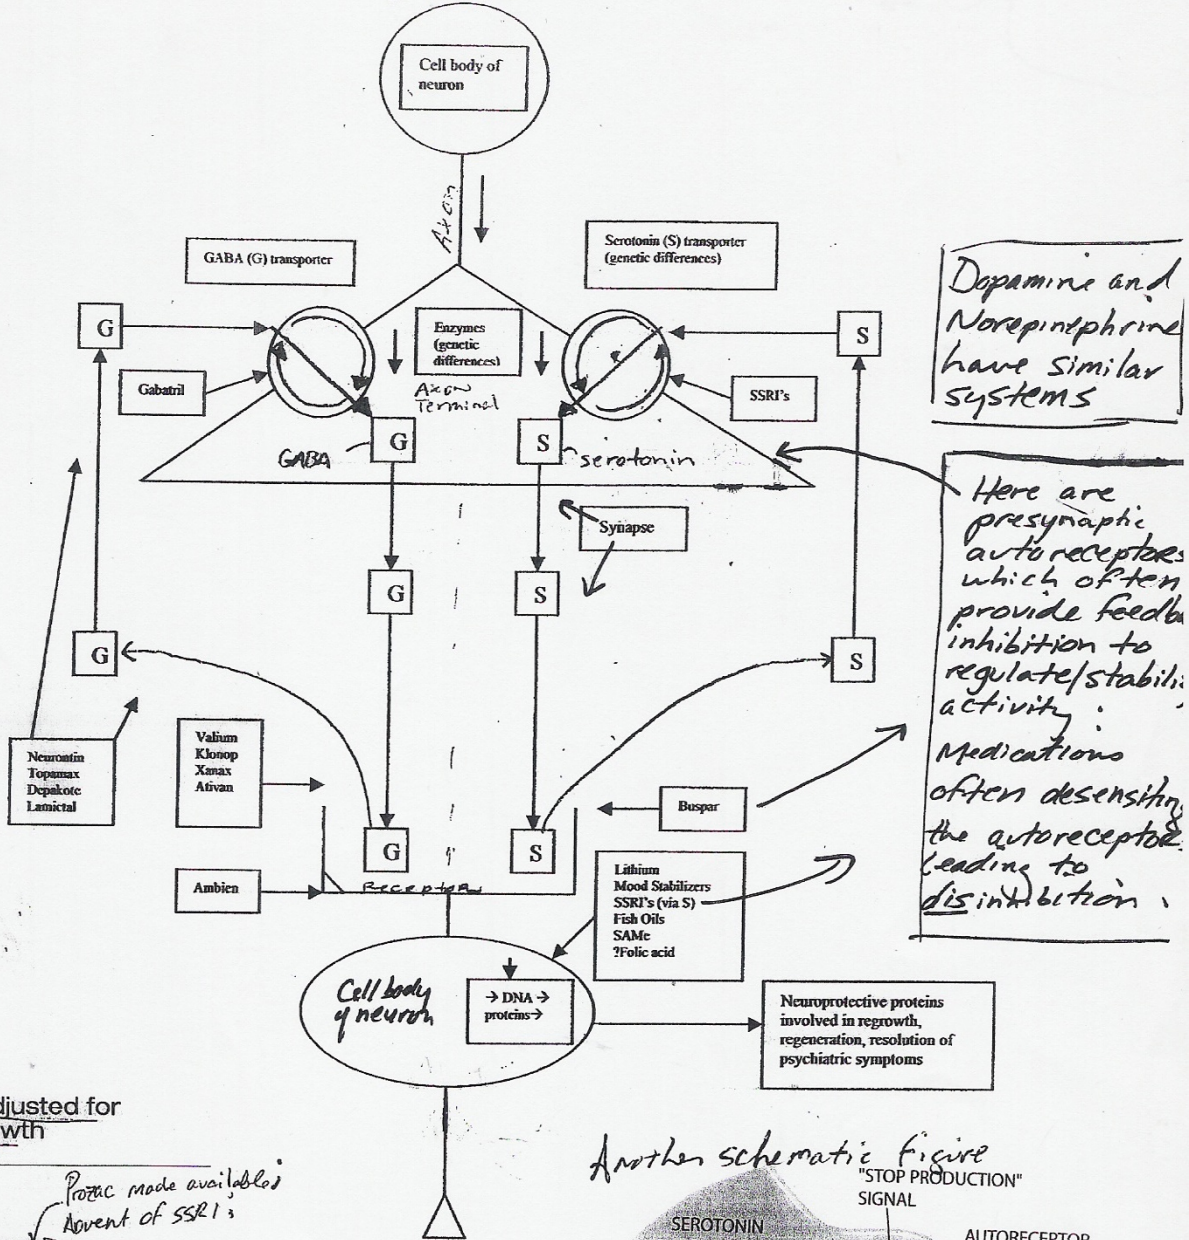 Cell body of
neuron
Axon
GABA (G) transporter
Serotonin (S) transporter
(genetic differences)
G
Enzymes
(genetic
differences)
S
Gabatril
SSRI's
Axon
Terminal
G
S
GABA
serotonin
Dopamine and
Norepinephrine
have similar
systems
Synapse
G
S
G
S
Here are
presynaptic
autoreceptors
which often
provide feedba
inhibition to
regulate/stabili
activity.
Medications
often desensitiz
the autoreceptor
leading to
disinhibition.
Neurontin
Topamax
Depakote
Lamictal
Valium
Klonop
Xanax
Ativan
Buspar
G
S
Ambien
Receptor
Lithium
Mood Stabilizers
SSRI's (via S)
Fish Oils
SAMe
?Folic acid
Cell body
of neuron
→ DNA →
proteins→
Neuroprotective proteins
involved in regrowth,
regeneration, resolution of
psychiatric symptoms
djusted for
wth
Prozac made available;
Advent of SSRI's
Another schematic figure
"STOP PRODUCTION"
SIGNAL
SEROTONIN
AUTORECEPTOR